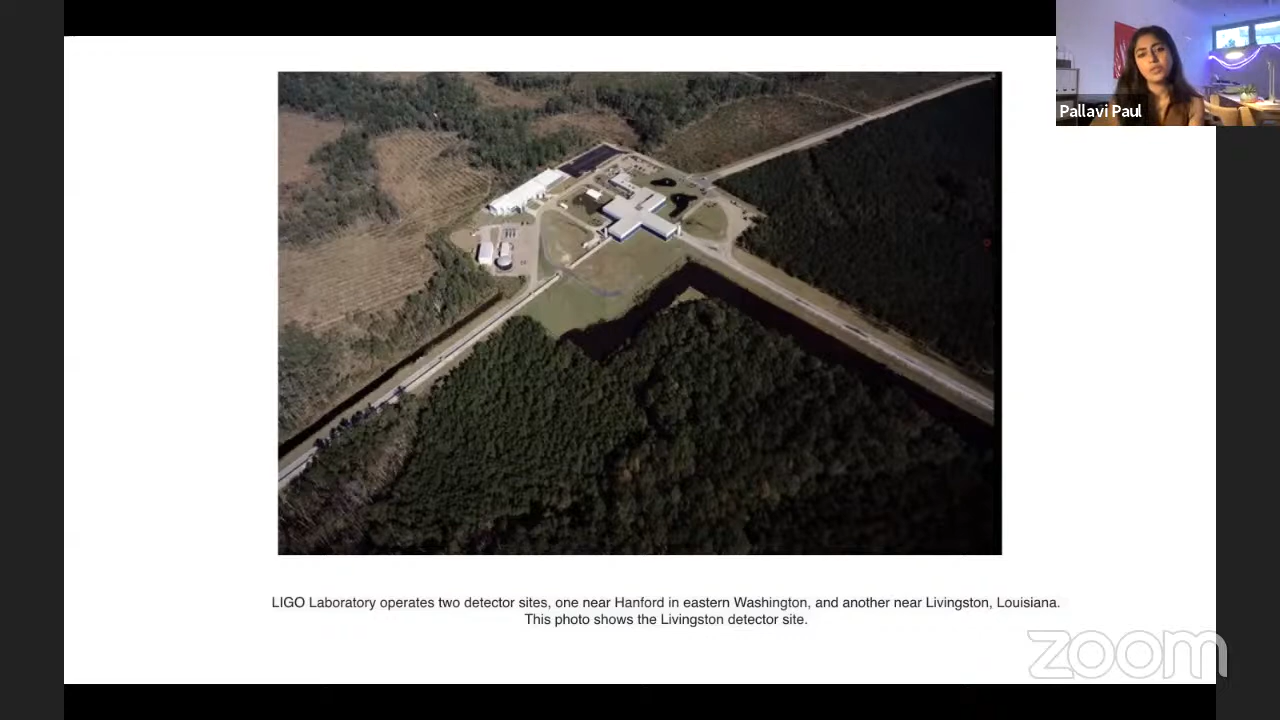 Pallavi Paul
LIGO Laboratory operates two detector sites, one near Hanford in eastern Washington, and another near Livingston, Louisiana.
This photo shows the Livingston detector site.
zoom